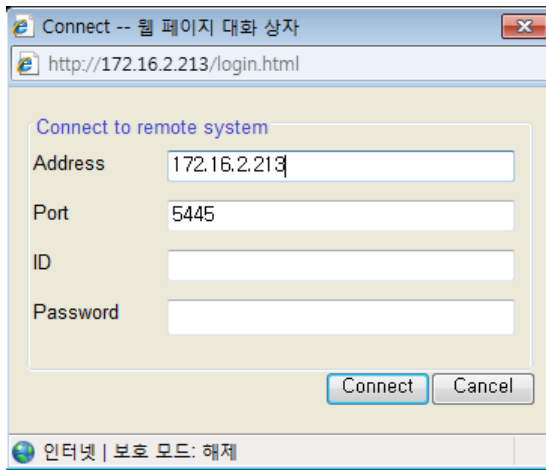 Connect -- 웹 페이지 대화 상자
http://172.16.2.213/login.html
Connect to remote system
Address 172.16.2.213
Port 5445
ID
Password
Connect Cancel
인터넷 | 보호 모드: 해제